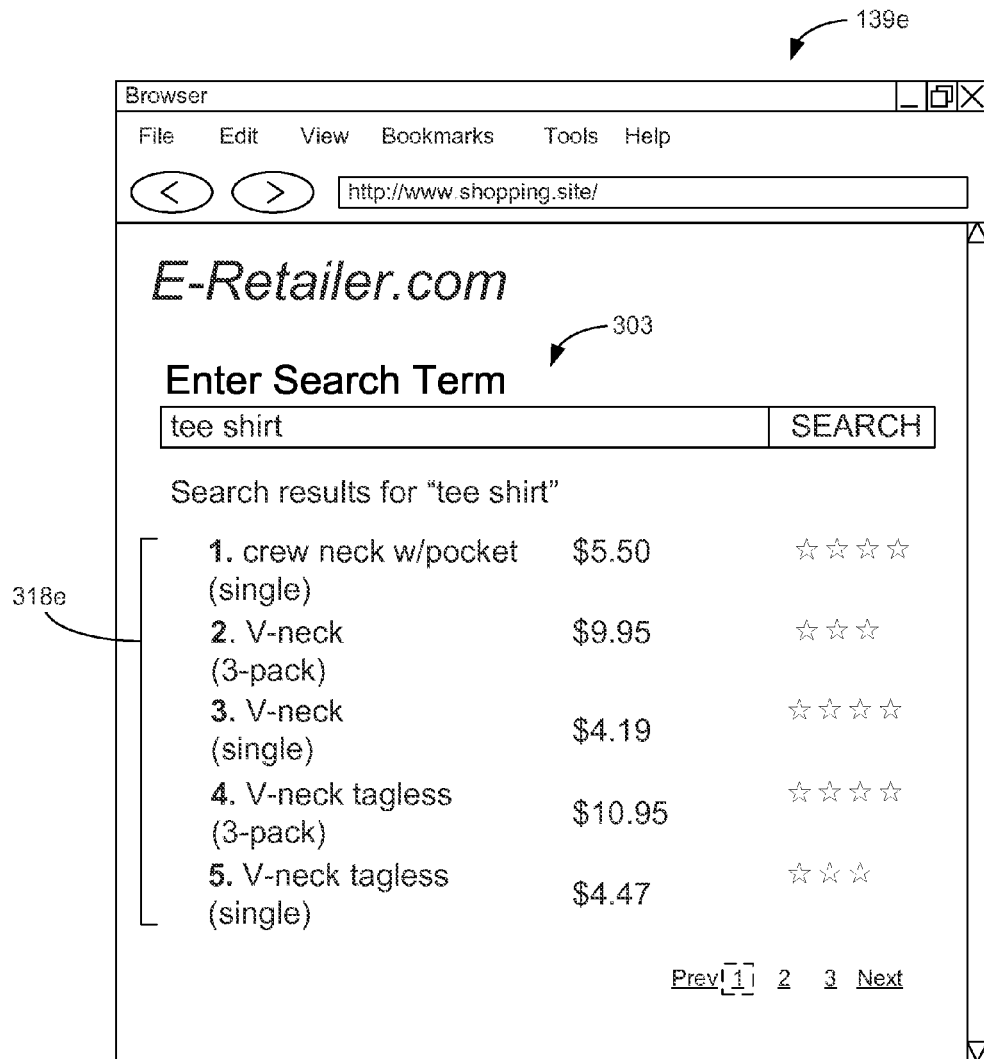 139e
Browser
File Edit View Bookmarks Tools Help
< > http://www.shopping.site/
E-Retailer.com
303
Enter Search Term
tee shirt SEARCH
Search results for “tee shirt”
318e
1. crew neck w/pocket $5.50 ☆☆☆☆
(single)
2. V-neck $9.95 ☆☆☆
(3-pack)
3. V-neck ☆☆☆☆
(single) $4.19
4. V-neck tagless ☆☆☆☆
(3-pack) $10.95
5. V-neck tagless ☆☆☆
(single) $4.47
Prev 1 2 3 Next